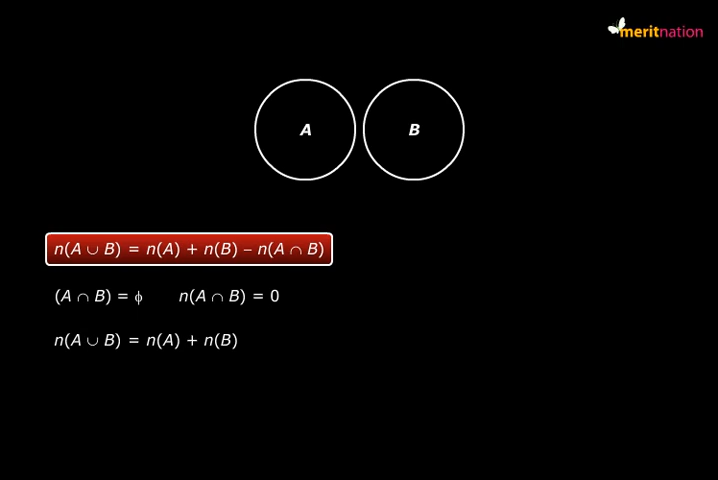 meritnation
A B
n(A ∪ B) = n(A) + n(B) – n(A ∩ B)
(A ∩ B) = ϕ n(A ∩ B) = 0
n(A ∪ B) = n(A) + n(B)